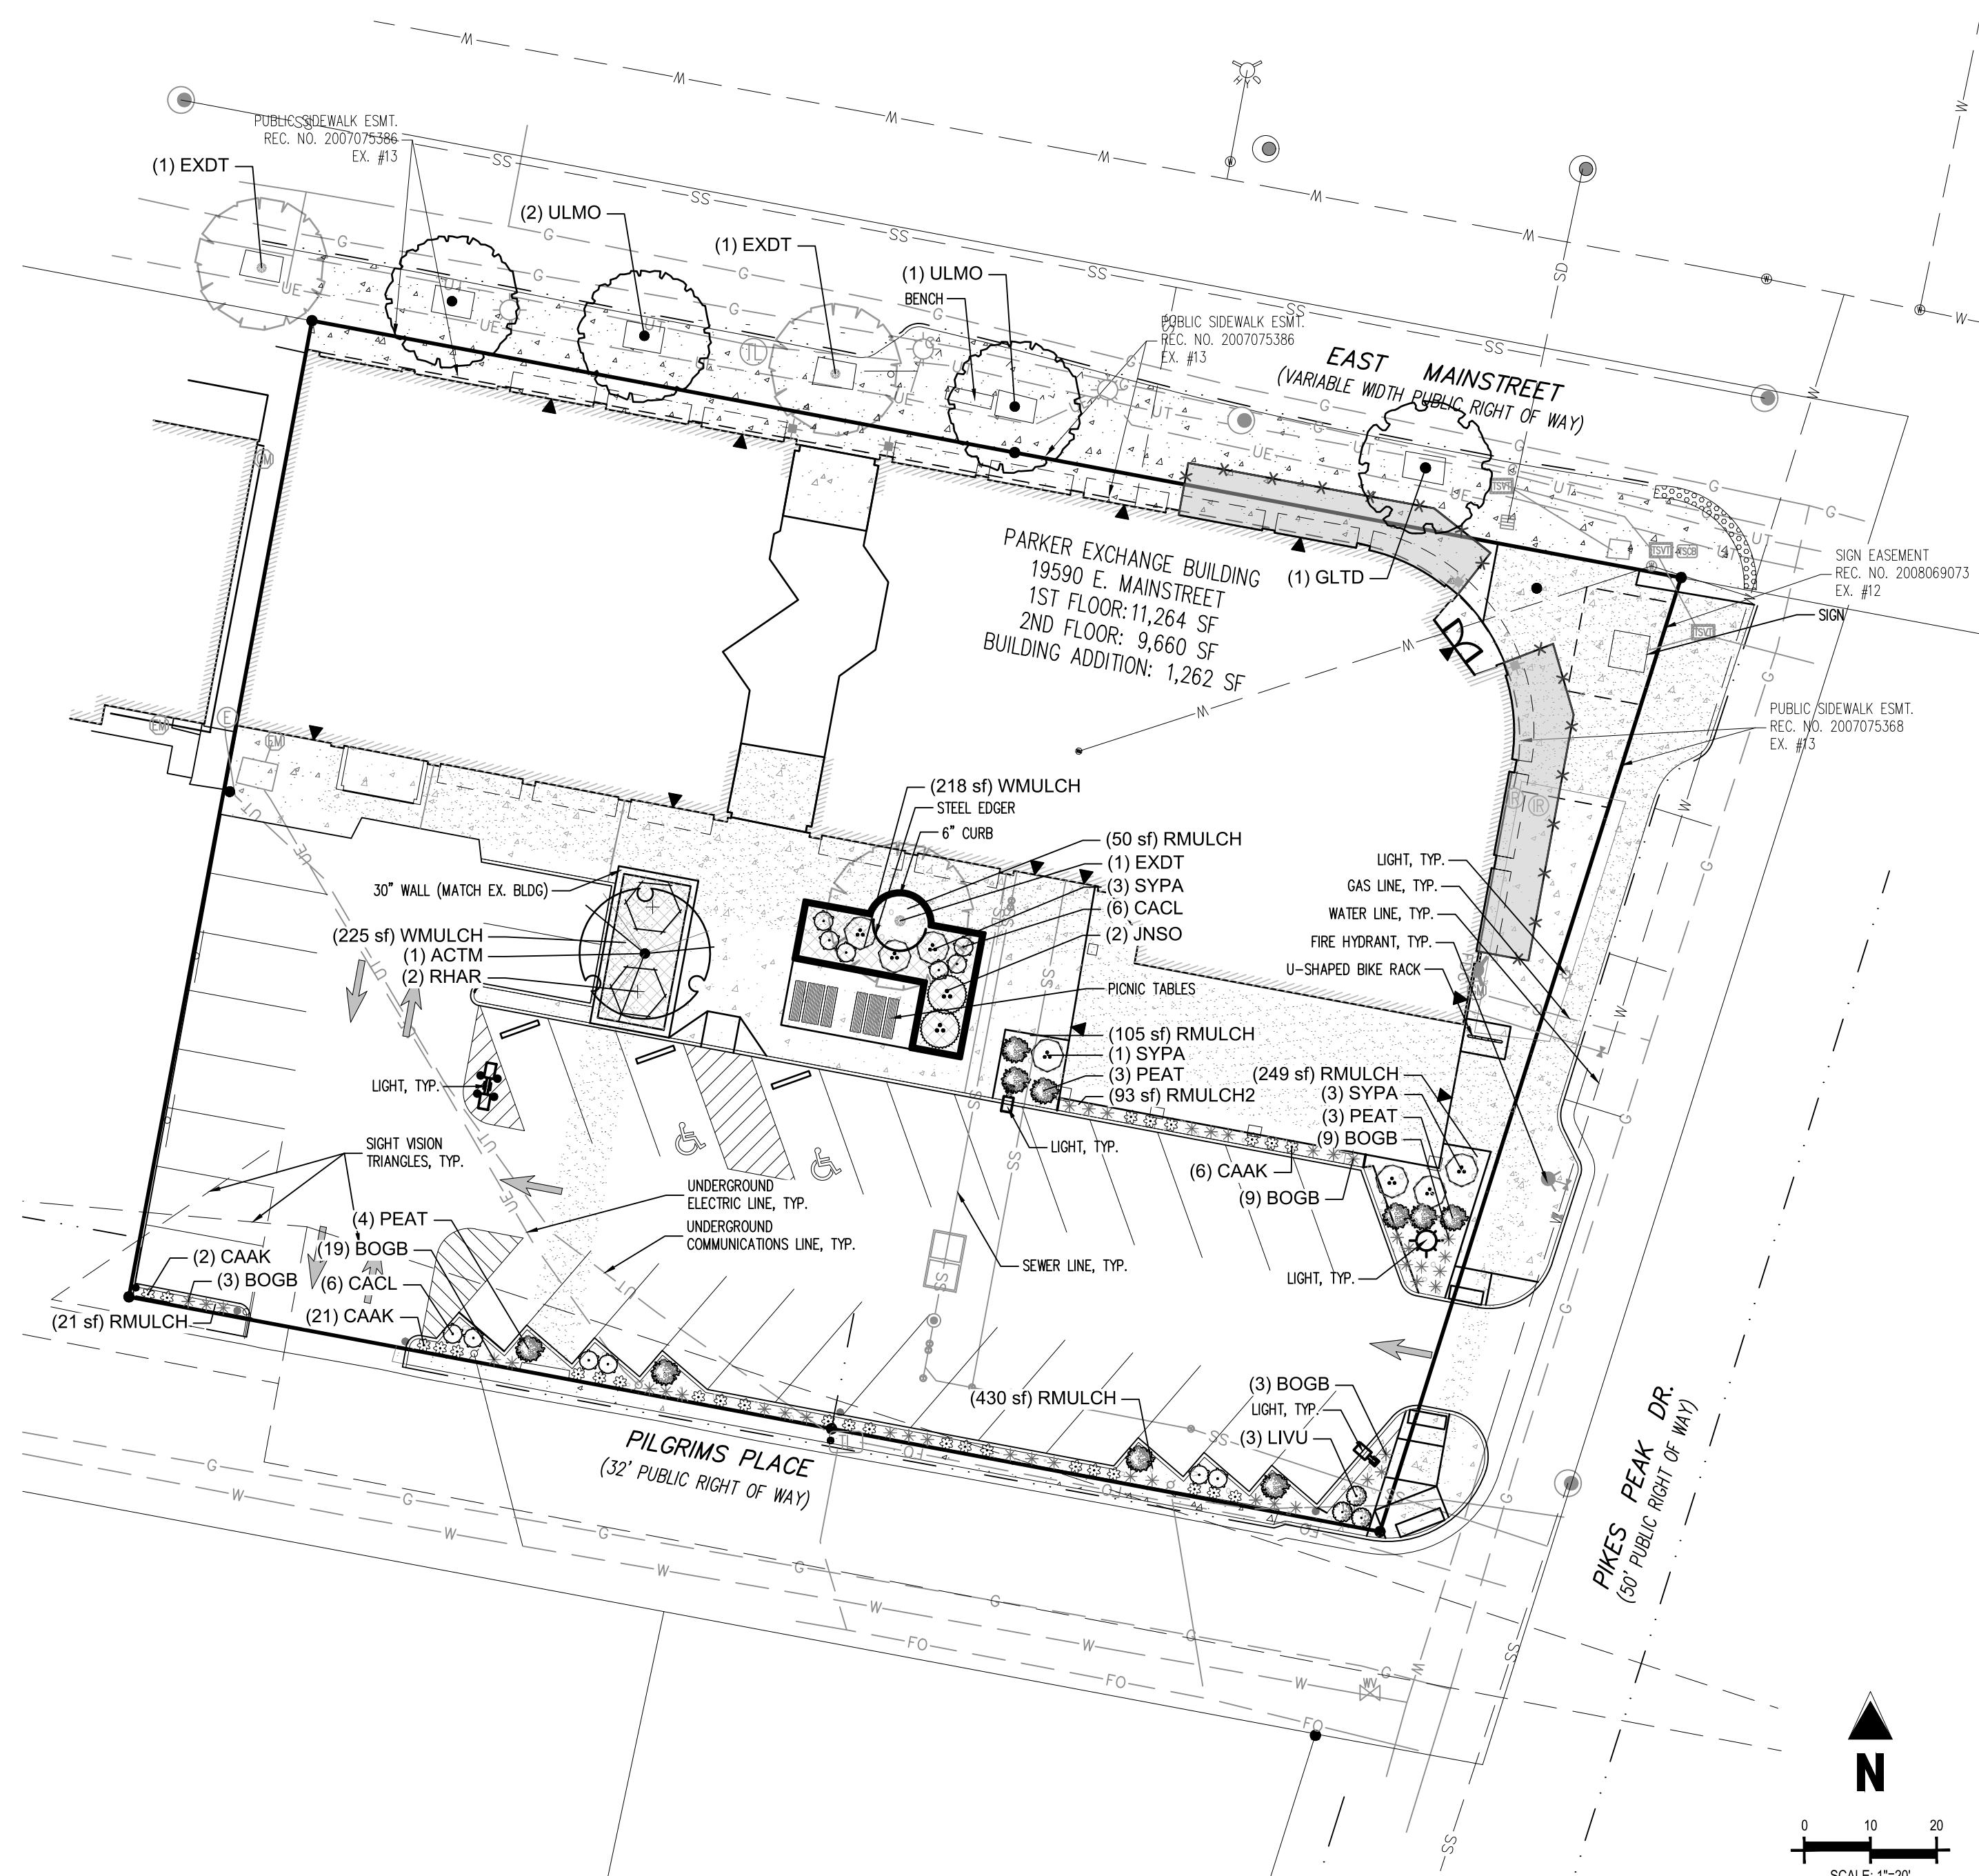 PUBLIC SIDEWALK ESMT.
REC. NO. 2007075386
EX. #13
(1) EXDT
(2) ULMO
(1) EXDT
(1) ULMO
BENCH
PUBLIC SIDEWALK ESMT.
REC. NO. 2007075386
EX. #13
EAST MAINSTREET
(VARIABLE WIDTH PUBLIC RIGHT OF WAY)
PARKER EXCHANGE BUILDING
19590 E. MAINSTREET
1ST FLOOR: 11,264 SF
2ND FLOOR: 9,660 SF
BUILDING ADDITION: 1,262 SF
(1) GLTD
SIGN EASEMENT
REC. NO. 2008069073
EX. #12
SIGN
PUBLIC SIDEWALK ESMT.
REC. NO. 2007075368
EX. #13
(218 sf) WMULCH
STEEL EDGER
6" CURB
(50 sf) RMULCH
(1) EXDT
(3) SYPA
(6) CACL
(2) JNSO
PICNIC TABLES
30" WALL (MATCH EX. BLDG)
(225 sf) WMULCH
(1) ACTM
(2) RHAR
LIGHT, TYP.
GAS LINE, TYP.
WATER LINE, TYP.
FIRE HYDRANT, TYP.
U-SHAPED BIKE RACK
(105 sf) RMULCH
(1) SYPA
(3) PEAT
(93 sf) RMULCH2
(249 sf) RMULCH
(3) SYPA
(3) PEAT
(9) BOGB
LIGHT, TYP.
LIGHT, TYP.
(6) CAAK
(9) BOGB
SIGHT VISION
TRIANGLES, TYP.
UNDERGROUND
ELECTRIC LINE, TYP.
UNDERGROUND
COMMUNICATIONS LINE, TYP.
SEWER LINE, TYP.
LIGHT, TYP.
(4) PEAT
(19) BOGB
(6) CACL
(21) CAAK
(2) CAAK
(3) BOGB
(21 sf) RMULCH
(430 sf) RMULCH
(3) BOGB
LIGHT, TYP.
(3) LIVU
PILGRIMS PLACE
(32' PUBLIC RIGHT OF WAY)
PIKES PEAK DR.
(50' PUBLIC RIGHT OF WAY)
N
0 10 20
SCALE: 1"=20'